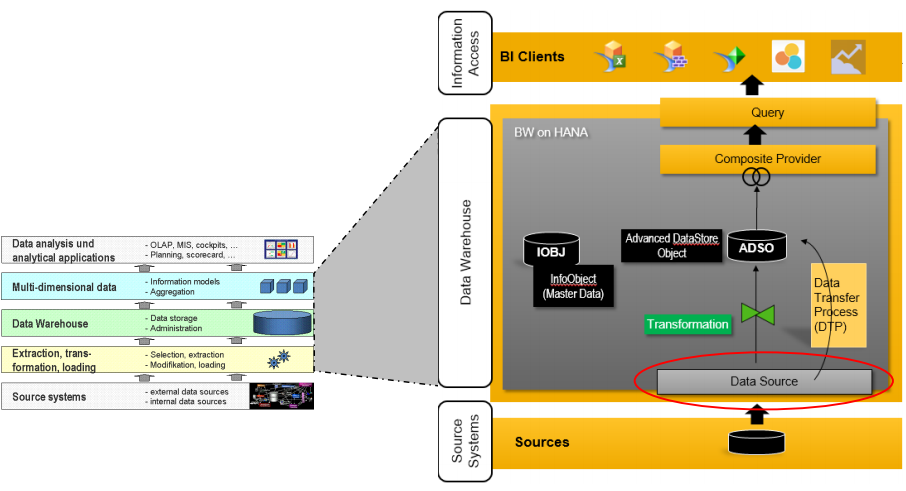 Information
Access
BI Clients
Query
BW on HANA
Composite Provider
Data Warehouse
IOBJ
InfoObject
(Master Data)
Advanced DataStore
Object
ADSO
Data
Transfer
Process
(DTP)
Transformation
Data Source
Source
Systems
Sources
Data analysis und
analytical applications
- OLAP, MIS, cockpits, ...
- Planning, scorecard, ...
Multi-dimensional data
- Information models
- Aggregation
Data Warehouse
- Data storage
- Administration
Extraction, trans-
formation, loading
- Selection, extraction
- Modifikation, loading
Source systems
- external data sources
- internal data sources